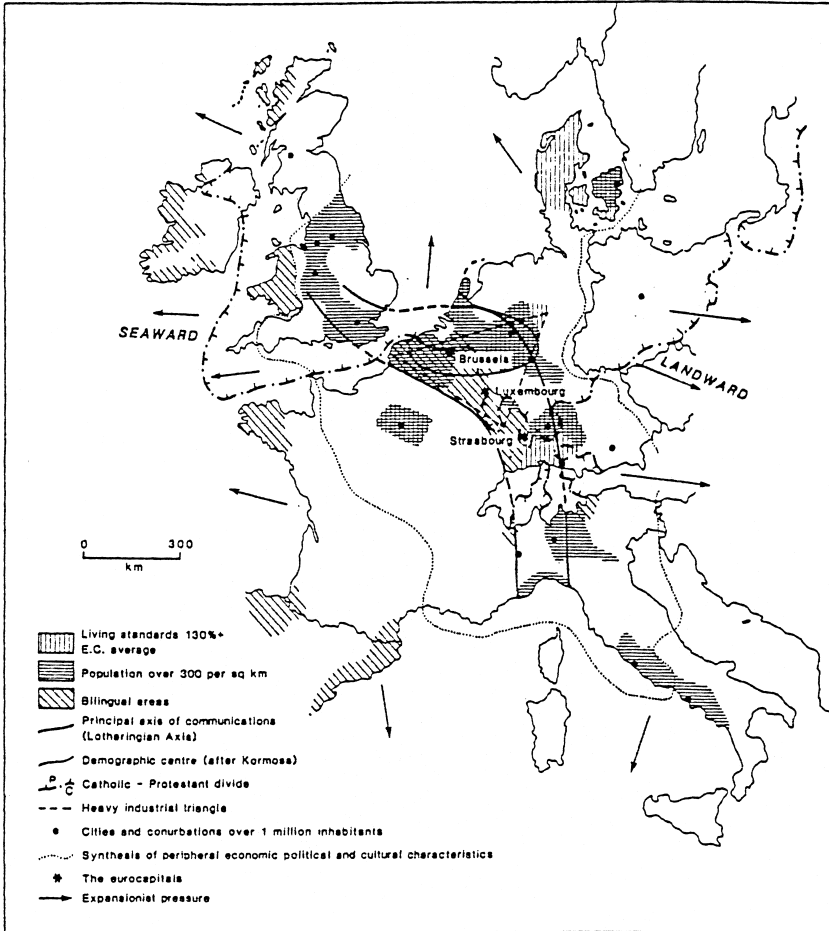 SEAWARD
Brussels
Luxembourg
LANDWARD
Strasbourg
0 300
km
Living standards 130%+
E.C. average
Population over 300 per sq km
Bilingual areas
Principal axis of communications
(Lotharingian Axis)
Demographic centre (after Kormosa)
P C Catholic - Protestant divide
Heavy industrial triangle
Cities and conurbations over 1 million inhabitants
Synthesis of peripheral economic political and cultural characteristics
The eurocapitals
Expansionist pressure